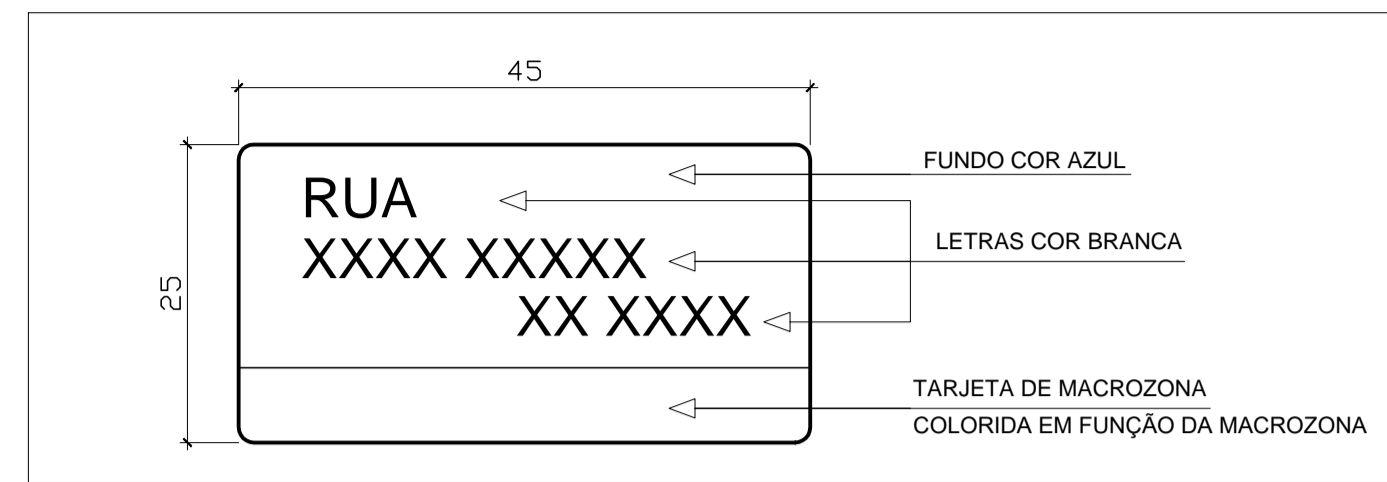 45
25
RUA
XXXX XXXXX
XX XXXX
FUNDO COR AZUL
LETRAS COR BRANCA
TARJETA DE MACROZONA
COLORIDA EM FUNÇÃO DA MACROZONA